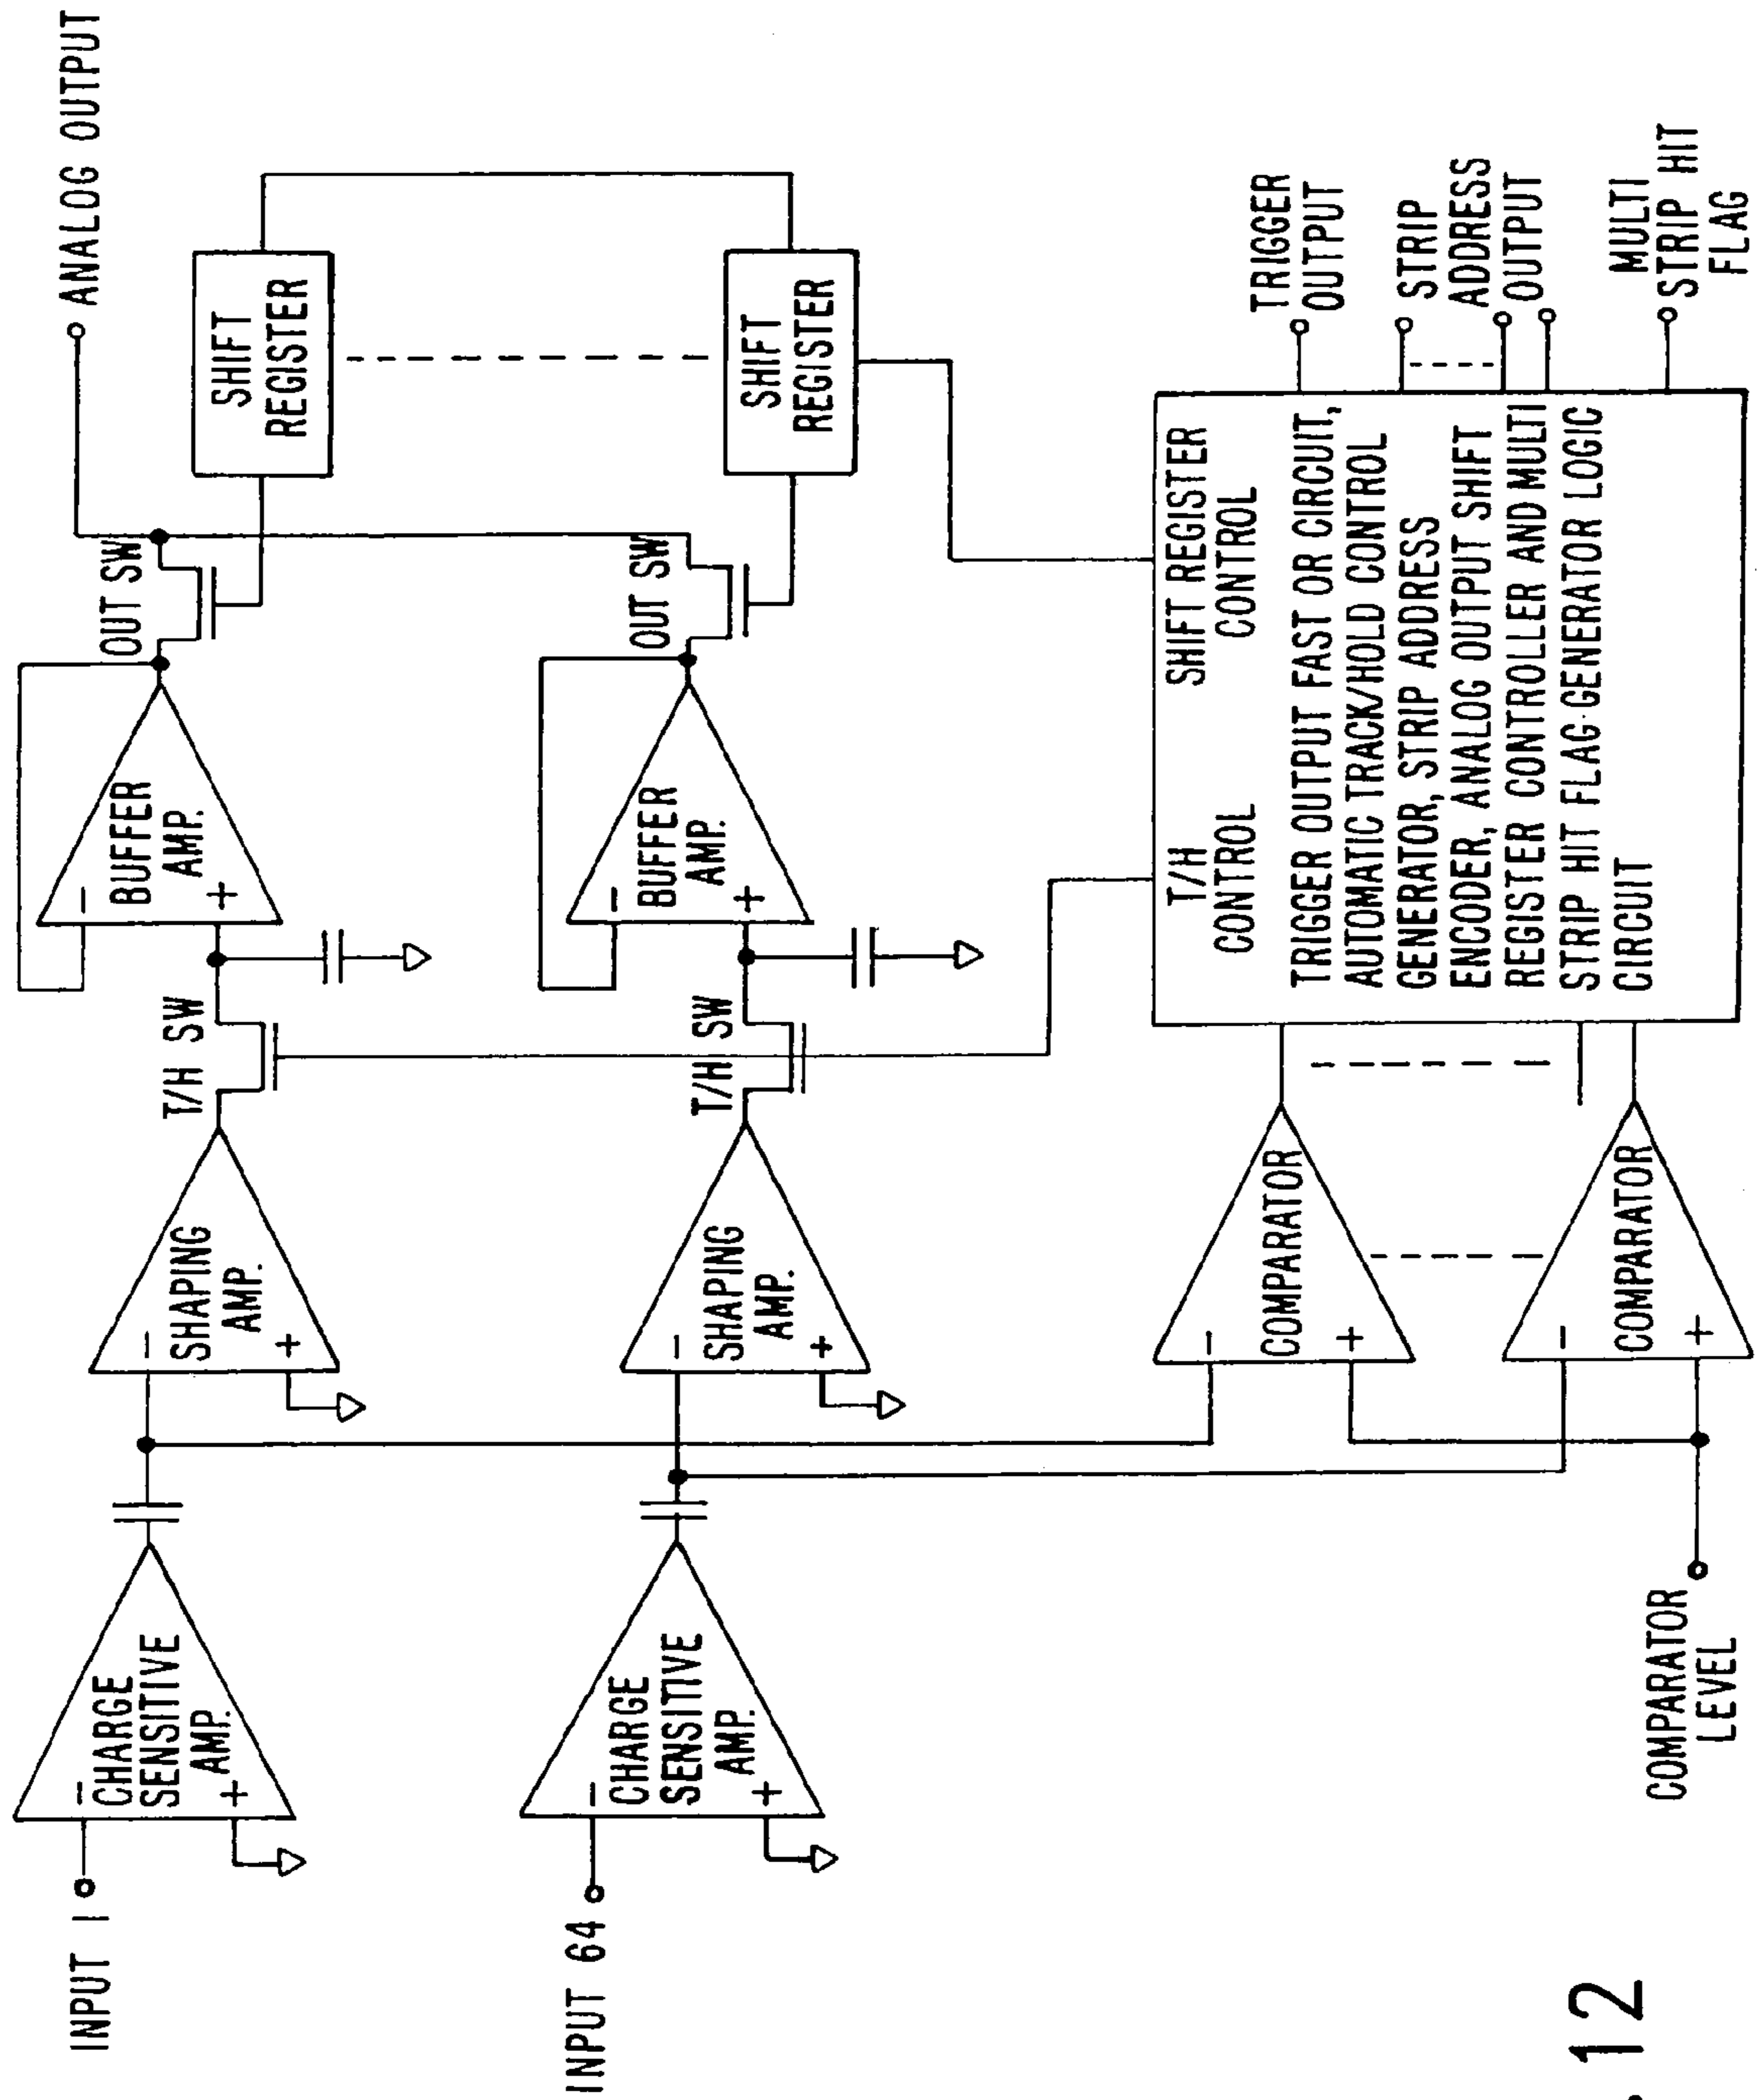 INPUT 1
CHARGE
SENSITIVE
AMP.
-
+
SHAPING
AMP.
-
+
T/H SW
BUFFER
AMP.
-
+
OUT SW
ANALOG OUTPUT
SHIFT
REGISTER
INPUT 64
CHARGE
SENSITIVE
AMP.
-
+
SHAPING
AMP.
-
+
T/H SW
BUFFER
AMP.
-
+
OUT SW
SHIFT
REGISTER
COMPARATOR
-
+
COMPARATOR
-
+
COMPARATOR
LEVEL
T/H
CONTROL
SHIFT REGISTER
CONTROL
TRIGGER OUTPUT FAST OR CIRCUIT,
AUTOMATIC TRACK/HOLD CONTROL
GENERATOR, STRIP ADDRESS
ENCODER, ANALOG OUTPUT SHIFT
REGISTER CONTROLLER AND MULTI
STRIP HIT FLAG GENERATOR LOGIC
CIRCUIT
TRIGGER
OUTPUT
STRIP
ADDRESS
OUTPUT
MULTI
STRIP HIT
FLAG
12